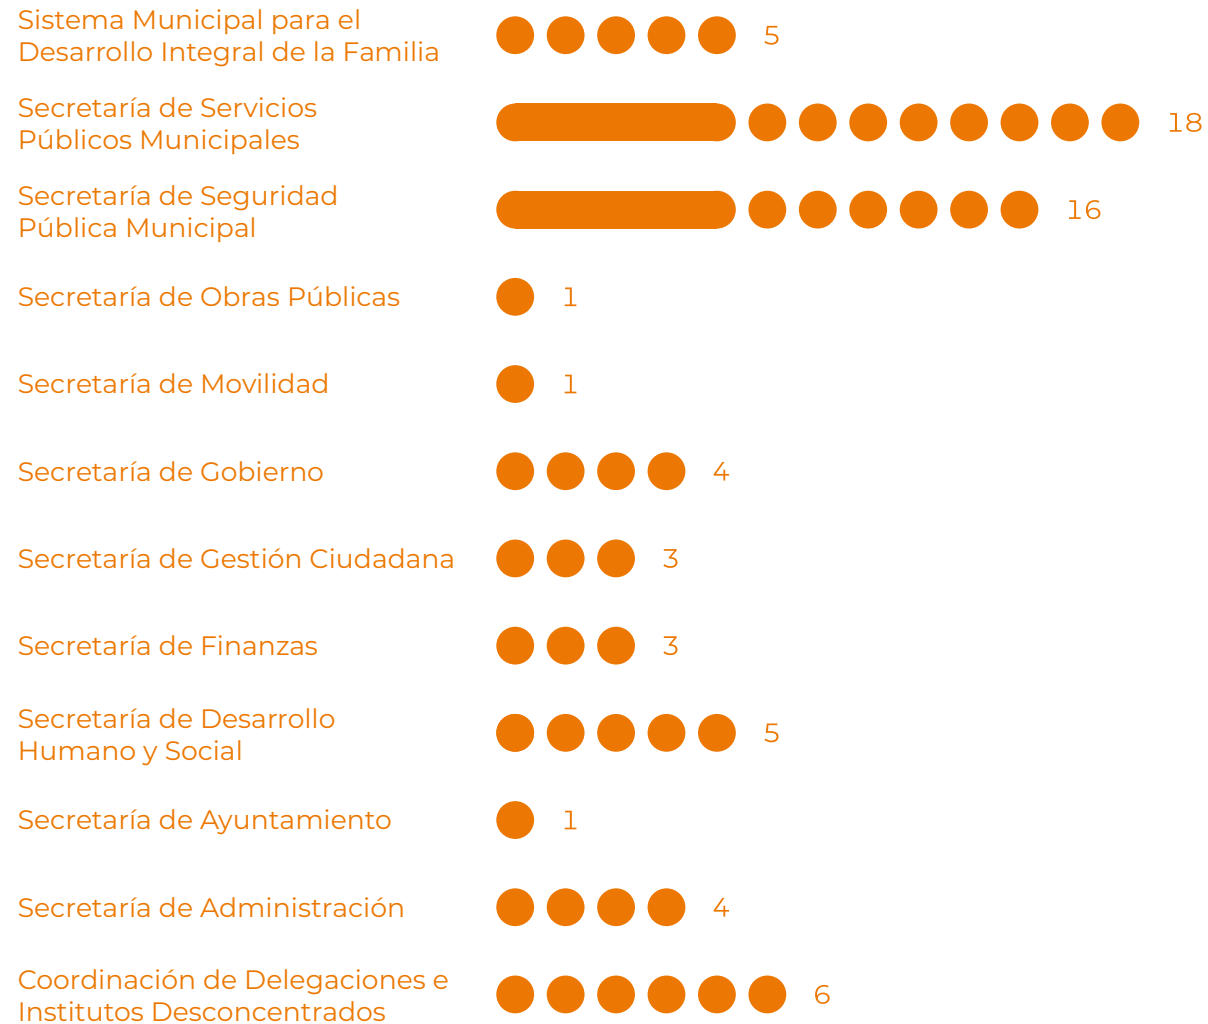 Sistema Municipal para el
Desarrollo Integral de la Familia
5
Secretaría de Servicios
Públicos Municipales
18
Secretaría de Seguridad
Pública Municipal
16
Secretaría de Obras Públicas
1
Secretaría de Movilidad
1
Secretaría de Gobierno
4
Secretaría de Gestión Ciudadana
3
Secretaría de Finanzas
3
Secretaría de Desarrollo
Humano y Social
5
Secretaría de Ayuntamiento
1
Secretaría de Administración
4
Coordinación de Delegaciones e
Institutos Desconcentrados
6